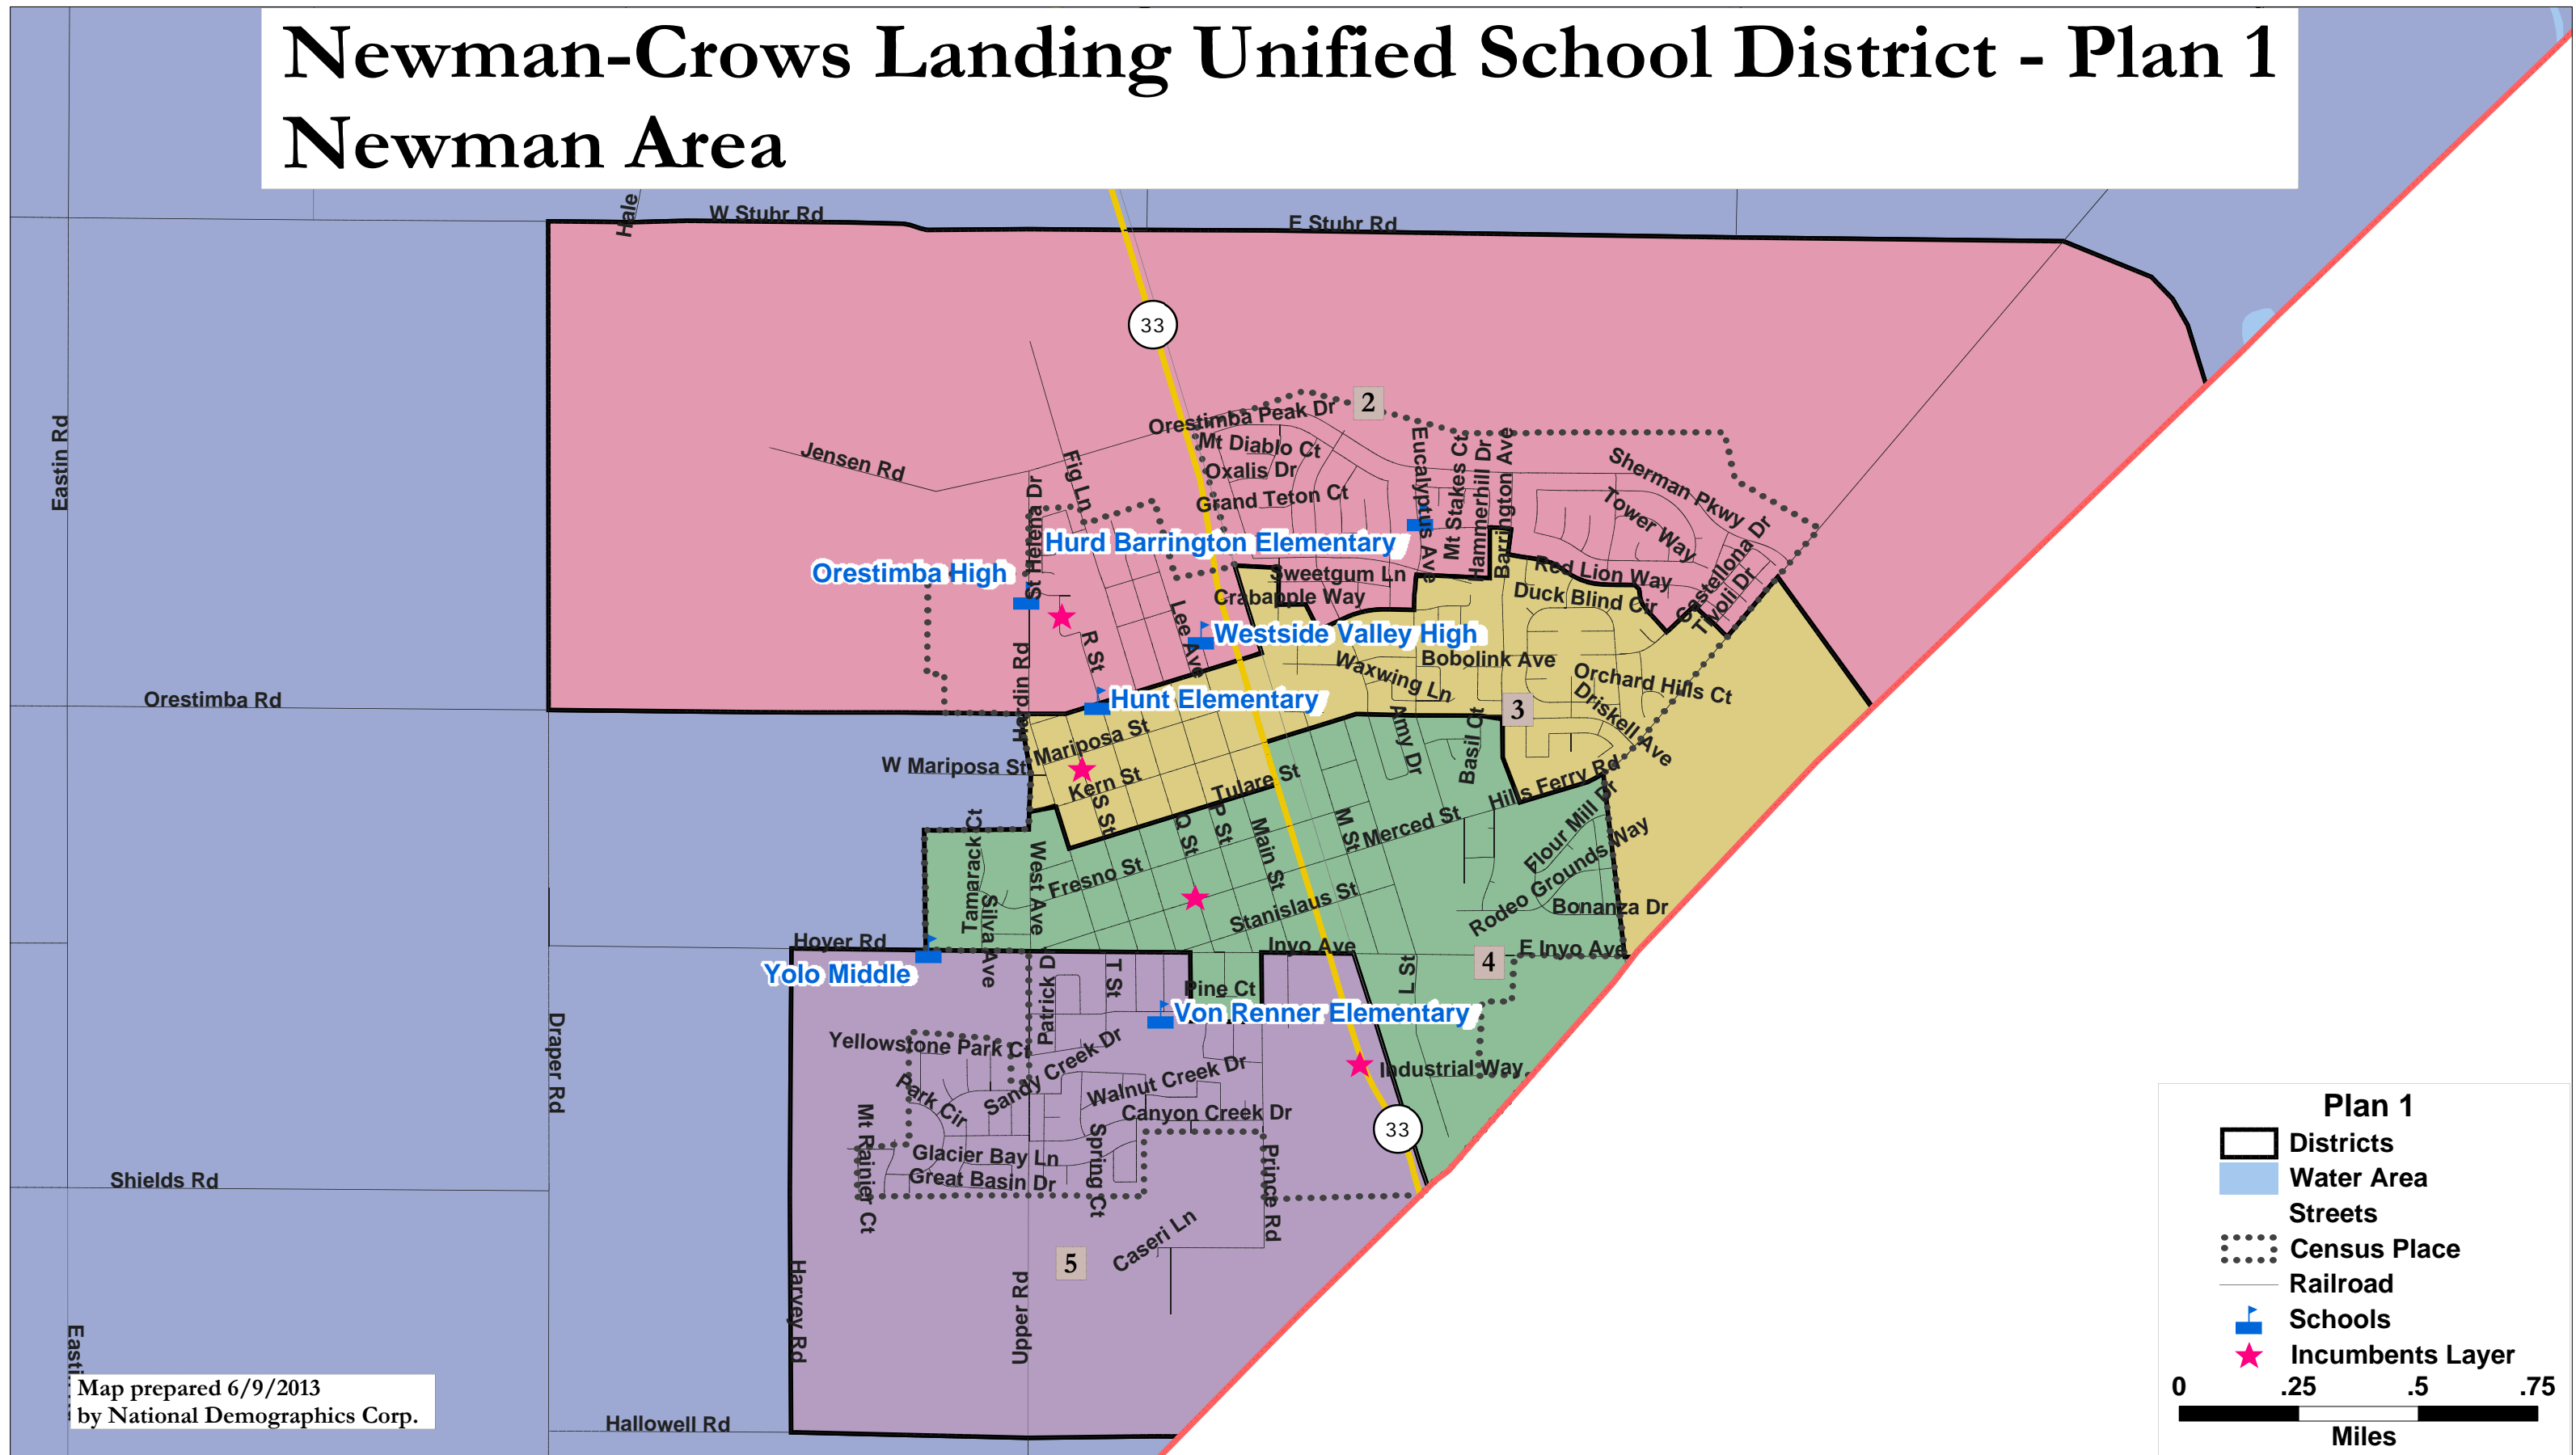 Newman-Crows Landing Unified School District - Plan 1
Newman Area
Hale
W Stuhr Rd
E Stuhr Rd
33
2
Orestimba Peak Dr
Mt Diablo Ct
Oxalis Dr
Grand Teton Ct
Jensen Rd
Fig Ln
Eastin Rd
Eucalyptus Ave
Mt Stakes Ct
Hammerhill Dr
Barrington Ave
Sherman Pkwy
Tower Way
Castellona Dr
Tivoli Dr
St Helena Dr
Hurd Barrington Elementary
Orestimba High
Sweetgum Ln
Crabapple Way
Red Lion Way
Duck Blind Cir
Lee Ave
R St
Westside Valley High
Waxwing Ln
Bobolink Ave
Orchard Hills Ct
Driskell Ave
Hardin Rd
Orestimba Rd
Hunt Elementary
3
Mariposa St
W Mariposa St
Kern St
Tulare St
Amy Dr
Basil Ct
Hills Ferry Rd
S St
Q St
P St
Main St
M St
Merced St
Flour Mill Dr
Rodeo Grounds Way
Bonanza Dr
Tamarack Ct
Silva Ave
West Ave
Fresno St
Stanislaus St
Hoyer Rd
Inyo Ave
E Inyo Ave
4
Yolo Middle
Patrick Dr
T St
Pine Ct
L St
Von Renner Elementary
Draper Rd
Yellowstone Park Ct
Sandy Creek Dr
Park Cir
Walnut Creek Dr
Industrial Way
Canyon Creek Dr
33
Mt Rainier Ct
Glacier Bay Ln
Great Basin Dr
Spring Ct
Prince Rd
Shields Rd
Caseri Ln
5
Harvey Rd
Upper Rd
Hallowell Rd
Map prepared 6/9/2013
by National Demographics Corp.
Plan 1
Districts
Water Area
Streets
Census Place
Railroad
Schools
Incumbents Layer
0 .25 .5 .75
Miles